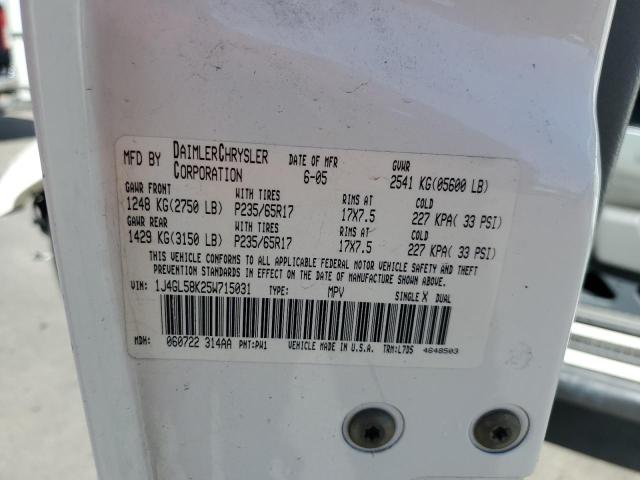 MFD BY DAIMLERCHRYSLER CORPORATION DATE OF MFR 6-05 GVWR 2541 KG(05600 LB)
GAWR FRONT WITH TIRES RIMS AT COLD
1248 KG(2750 LB) P235/65R17 17X7.5 227 KPA( 33 PSI)
GAWR REAR WITH TIRES RIMS AT COLD
1429 KG(3150 LB) P235/65R17 17X7.5 227 KPA( 33 PSI)
THIS VEHICLE CONFORMS TO ALL APPLICABLE FEDERAL MOTOR VEHICLE SAFETY AND THEFT
PREVENTION STANDARDS IN EFFECT ON THE DATE OF MANUFACTURE SHOWN ABOVE.
VIN: 1J4GL58K25W715031 TYPE: MPV SINGLE X DUAL
MDH: 060722 314AA PNT:PW1 VEHICLE MADE IN U.S.A. TRM:L7D5 4648503